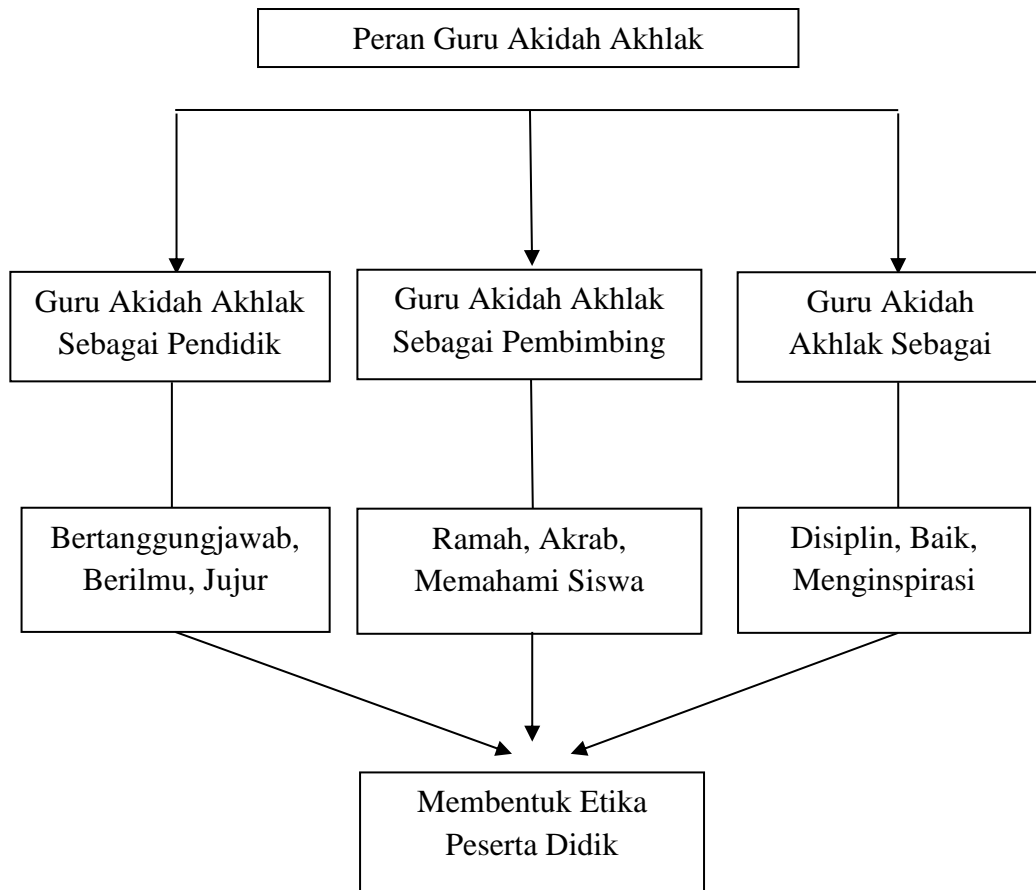 Peran Guru Akidah Akhlak
Guru Akidah Akhlak
Sebagai Pendidik
Guru Akidah Akhlak
Sebagai Pembimbing
Guru Akidah
Akhlak Sebagai
Bertanggungjawab,
Berilmu, Jujur
Ramah, Akrab,
Memahami Siswa
Disiplin, Baik,
Menginspirasi
Membentuk Etika
Peserta Didik